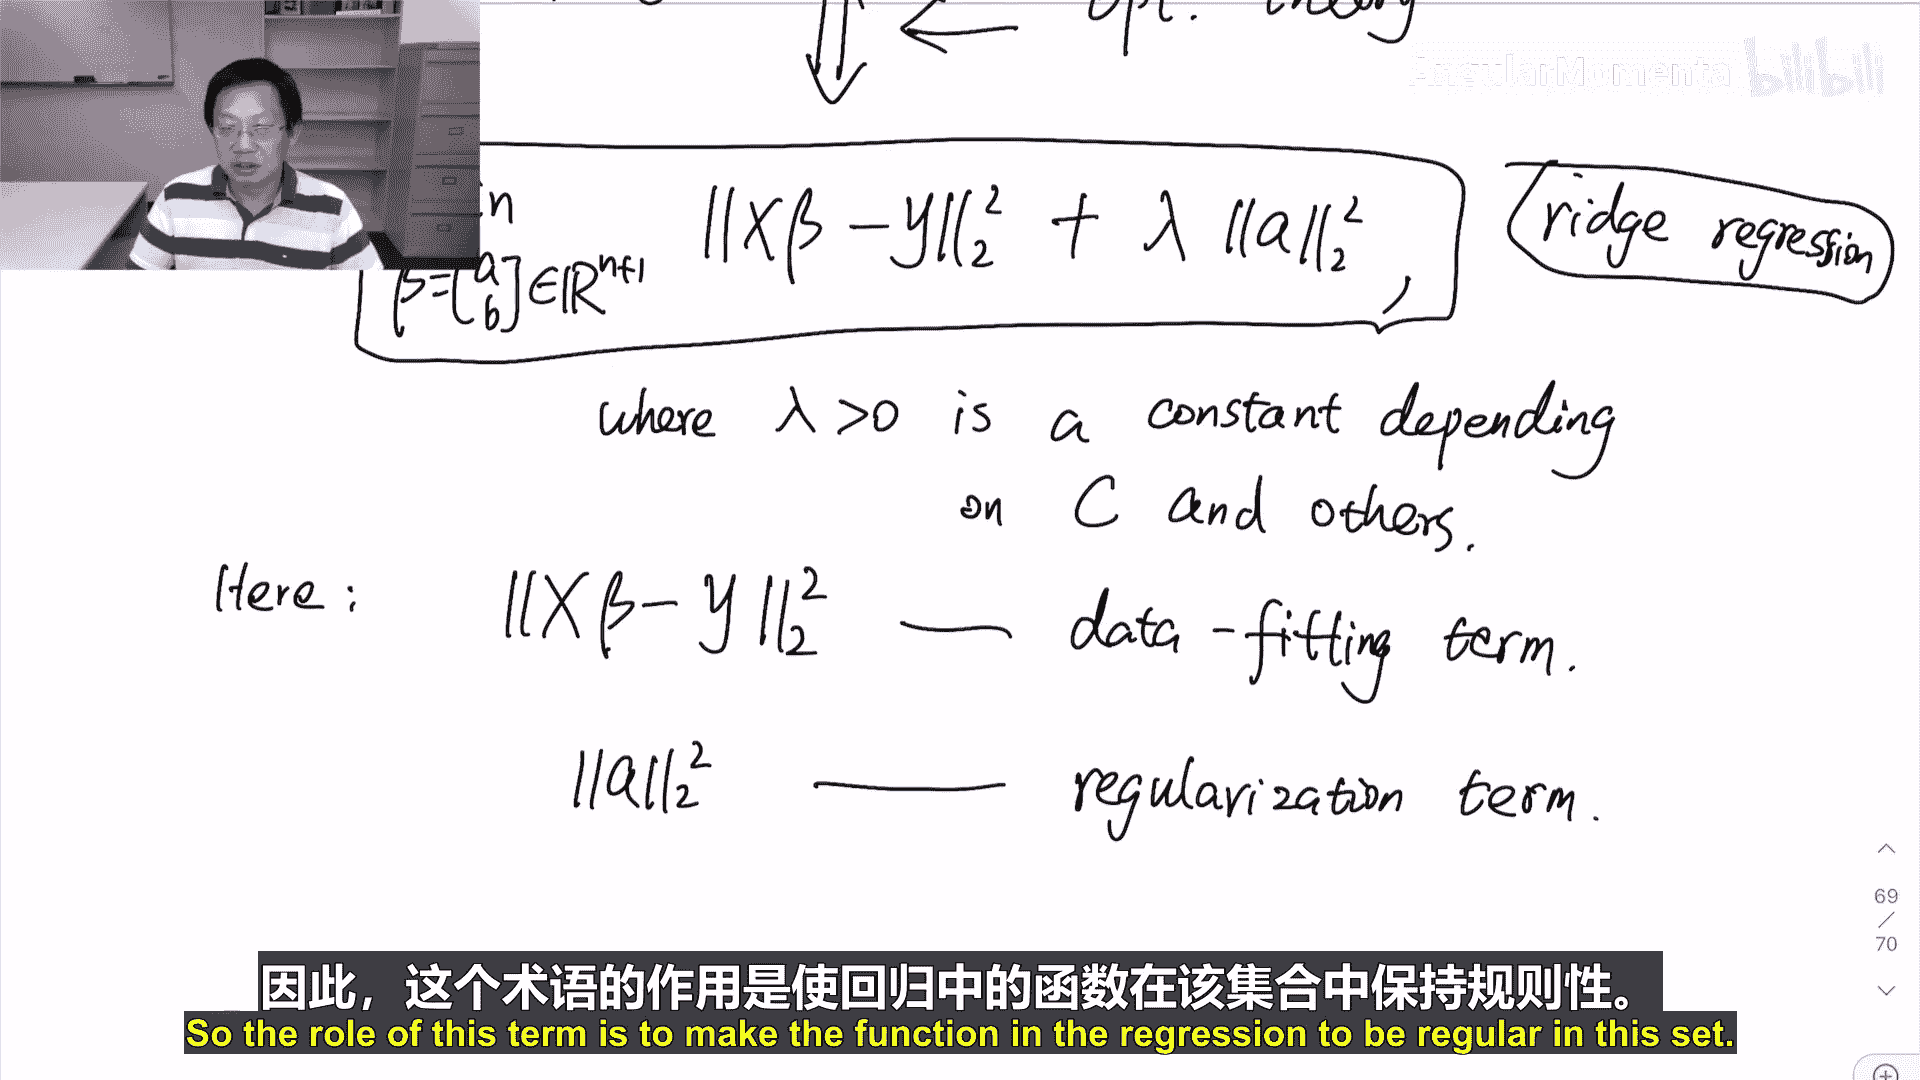 opt. theory
AngularMomenta bilibili
in ‖Xβ − y‖₂² + λ ‖a‖₂² ,
β = [a b] ∈ ℝⁿ⁺¹
ridge regression
where λ > 0 is a constant depending
on C and others.
Here : ‖Xβ − y‖₂² — data-fitting term.
‖a‖₂² — regularization term.
69
/
70
因此，这个术语的作用是使回归中的函数在该集合中保持规则性。
So the role of this term is to make the function in the regression to be regular in this set.